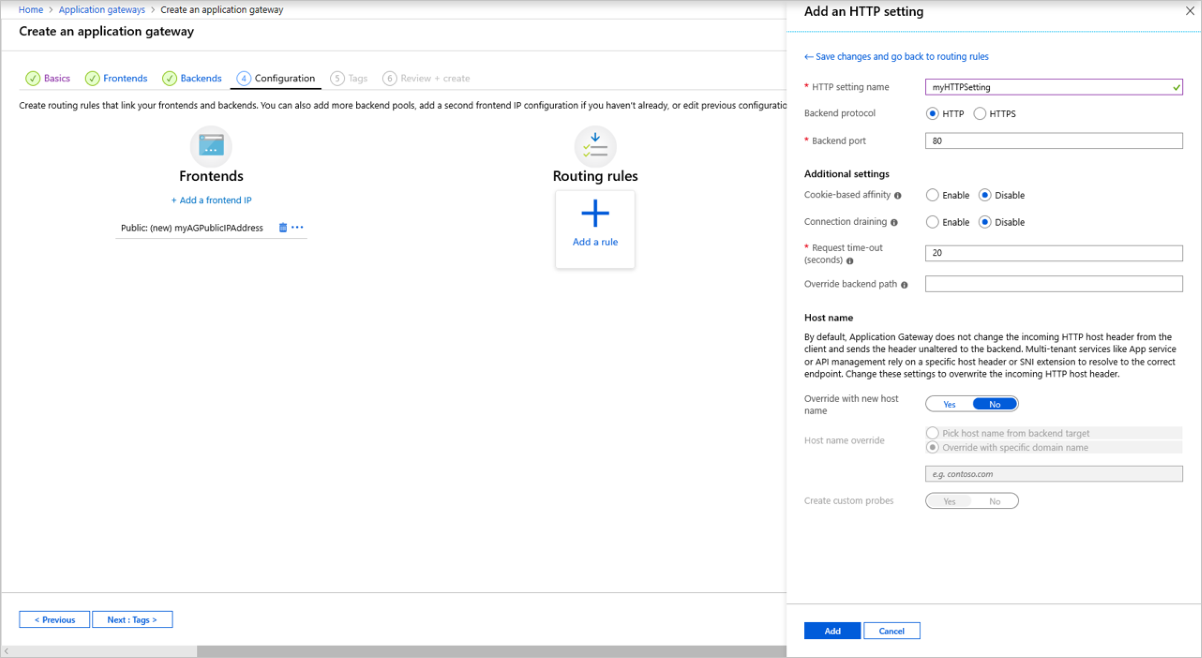 Home > Application gateways > Create an application gateway
Create an application gateway
Basics Frontends Backends 4 Configuration 5 Tags 6 Review + create
Create routing rules that link your frontends and backends. You can also add more backend pools, add a second frontend IP configuration if you haven't already, or edit previous configuratio
Frontends
+ Add a frontend IP
Public: (new) myAGPublicIPAddress
Routing rules
Add a rule
< Previous
Next : Tags >
Add an HTTP setting
← Save changes and go back to routing rules
* HTTP setting name
myHTTPSetting
Backend protocol
HTTP HTTPS
* Backend port
80
Additional settings
Cookie-based affinity
Enable Disable
Connection draining
Enable Disable
* Request time-out
(seconds)
20
Override backend path
Host name
By default, Application Gateway does not change the incoming HTTP host header from the
client and sends the header unaltered to the backend. Multi-tenant services like App service
or API management rely on a specific host header or SNI extension to resolve to the correct
endpoint. Change these settings to overwrite the incoming HTTP host header.
Override with new host
name
Yes No
Host name override
Pick host name from backend target
Override with specific domain name
e.g. contoso.com
Create custom probes
Yes No
Add
Cancel